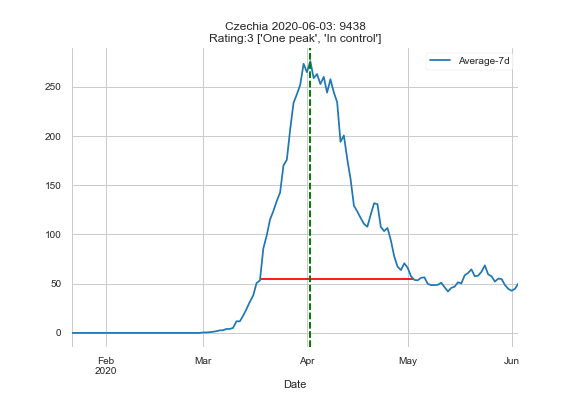 Czechia 2020-06-03: 9438
Rating:3 ['One peak', 'In control']
Average-7d
250
200
150
100
50
0
Feb
2020
Mar
Apr
May
Jun
Date